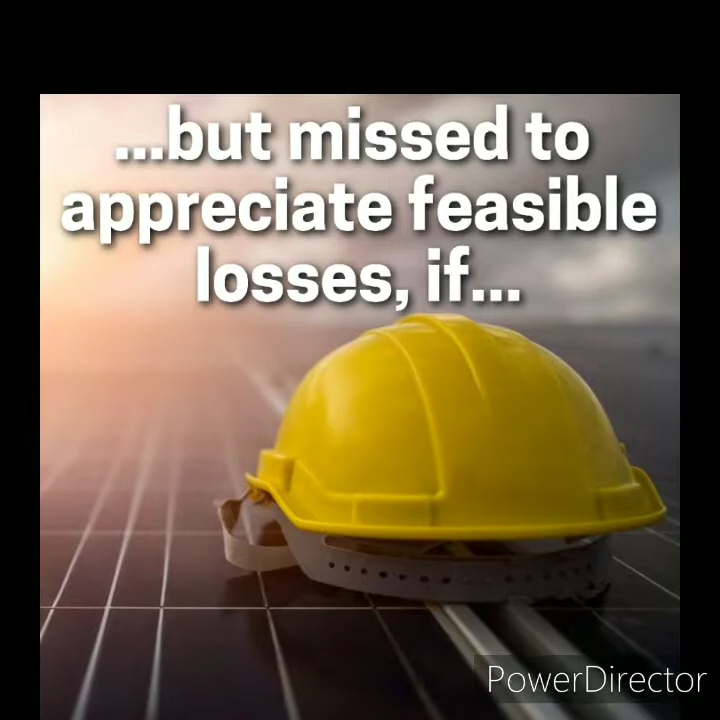 ...but missed to
appreciate feasible
losses, if...
PowerDirector